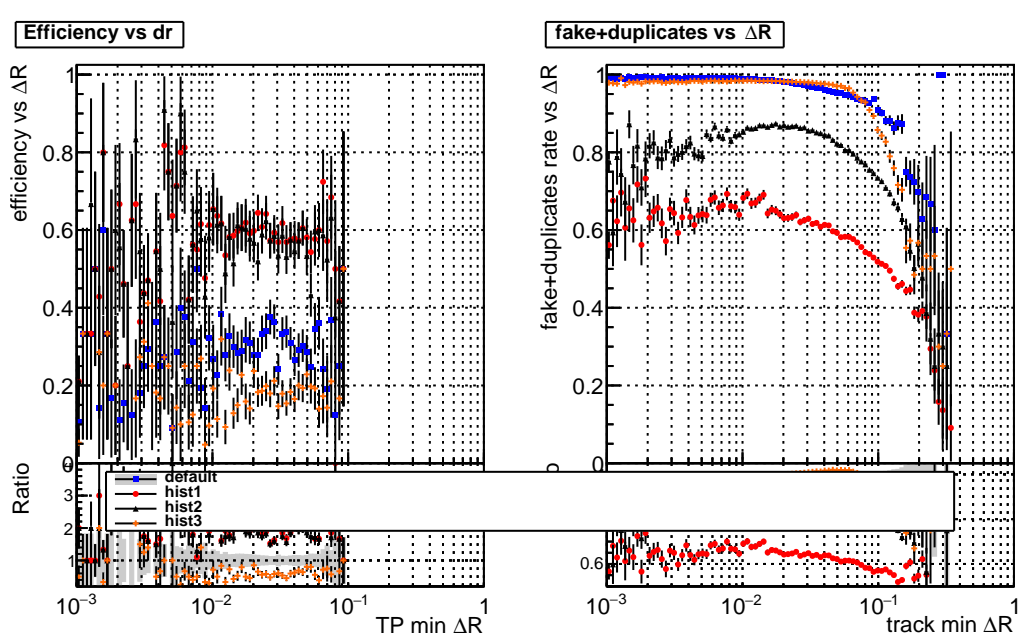 Efficiency vs dr
efficiency vs ΔR
1
0.8
0.6
0.4
0.2
0
Ratio
3
2
1
10−3
10−2
10−1
1
TP min ΔR
fake+duplicates vs ΔR
fake+duplicates rate vs ΔR
1
0.8
0.6
0.4
0.2
0
0.6
10−3
10−2
10−1
1
track min ΔR
default
hist1
hist2
hist3